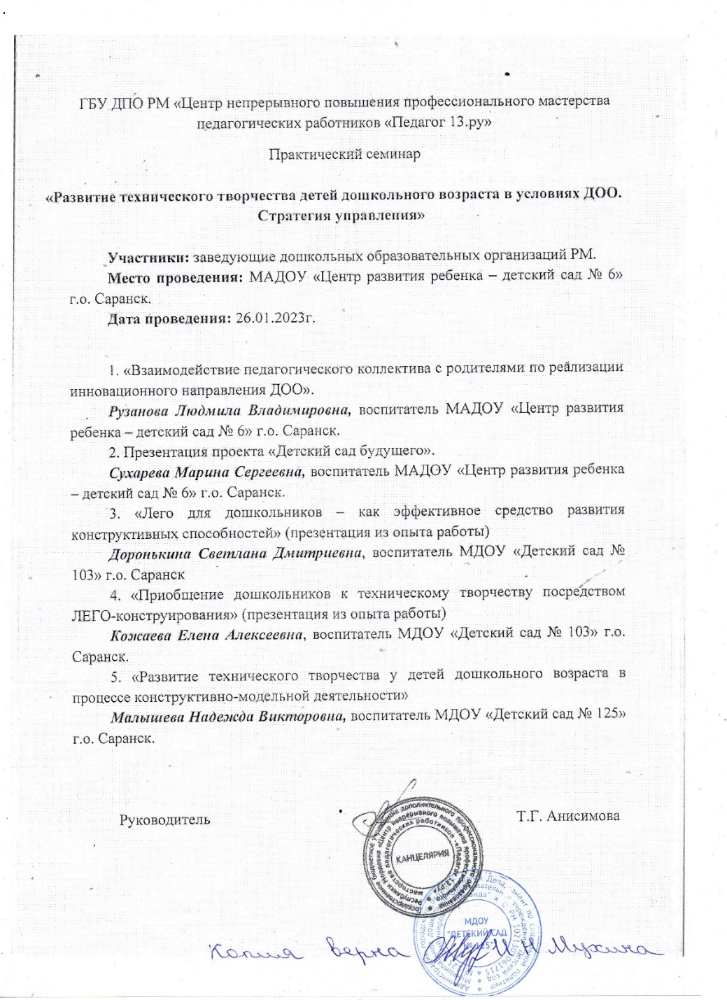 ГБУ ДПО РМ «Центр непрерывного повышения профессионального мастерства
педагогических работников «Педагог 13.ру»
Практический семинар
«Развитие технического творчества детей дошкольного возраста в условиях ДОО.
Стратегия управления»
Участники: заведующие дошкольных образовательных организаций РМ.
Место проведения: МАДОУ «Центр развития ребенка – детский сад № 6»
г.о. Саранск.
Дата проведения: 26.01.2023г.
1. «Взаимодействие педагогического коллектива с родителями по реализации
инновационного направления ДОО».
Рузанова Людмила Владимировна, воспитатель МАДОУ «Центр развития
ребенка – детский сад № 6» г.о. Саранск.
2. Презентация проекта «Детский сад будущего».
Сухарева Марина Сергеевна, воспитатель МАДОУ «Центр развития ребенка
– детский сад № 6» г.о. Саранск.
3. «Лего для дошкольников – как эффективное средство развития
конструктивных способностей» (презентация из опыта работы)
Доронькина Светлана Дмитриевна, воспитатель МДОУ «Детский сад №
103» г.о. Саранск
4. «Приобщение дошкольников к техническому творчеству посредством
ЛЕГО-конструирования» (презентация из опыта работы)
Кожаева Елена Алексеевна, воспитатель МДОУ «Детский сад № 103» г.о.
Саранск.
5. «Развитие технического творчества у детей дошкольного возраста в
процессе конструктивно-модельной деятельности»
Малышева Надежда Викторовна, воспитатель МДОУ «Детский сад № 125»
г.о. Саранск.
Руководитель
Т.Г. Анисимова
КАНЦЕЛЯРИЯ
МДОУ
"ДЕТСКИЙ САД
№ 125"
Копия верна И Н Мухина